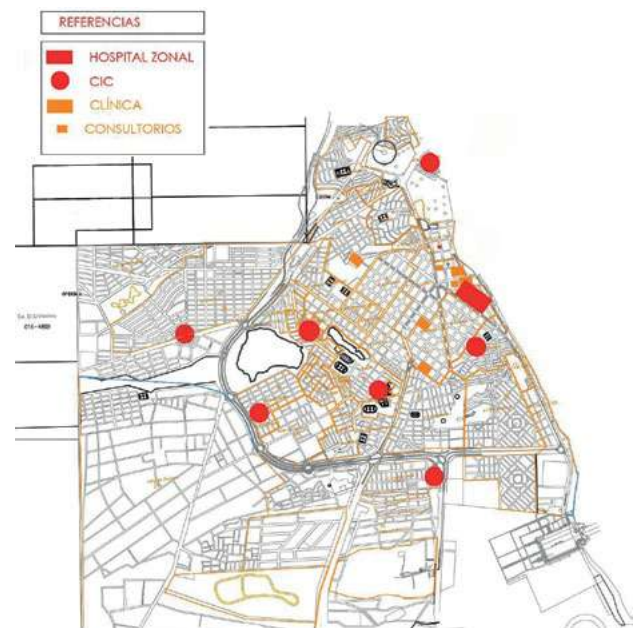 REFERENCIAS
HOSPITAL ZONAL
CIC
CLÍNICA
CONSULTORIOS